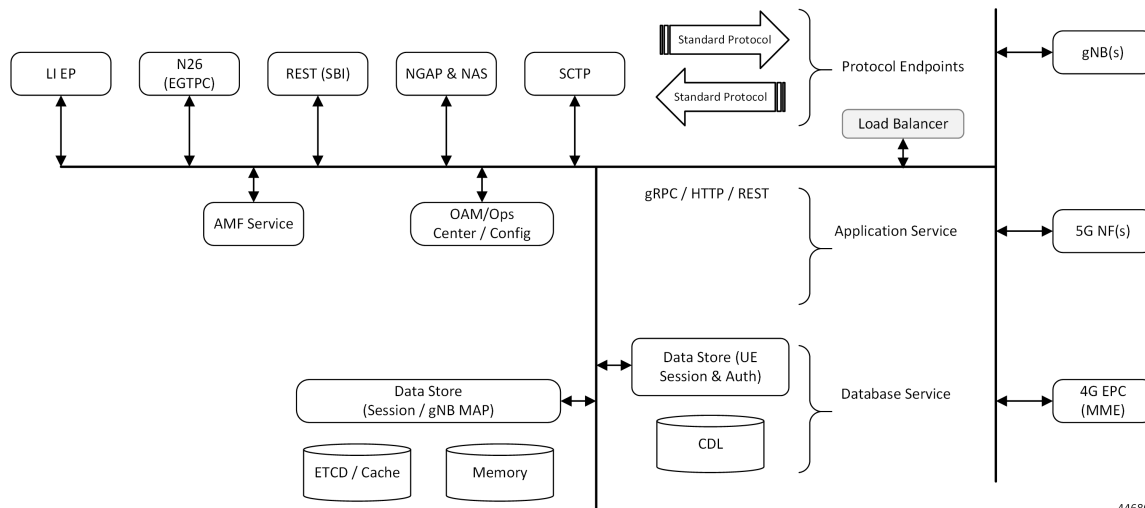 Standard Protocol
LI EP
N26
(EGTPC)
REST (SBI)
NGAP & NAS
SCTP
Protocol Endpoints
gNB(s)
Standard Protocol
Load Balancer
gRPC / HTTP / REST
AMF Service
OAM/Ops
Center / Config
Application Service
5G NF(s)
Data Store (UE
Session & Auth)
Data Store
(Session / gNB MAP)
Database Service
4G EPC
(MME)
CDL
ETCD / Cache
Memory